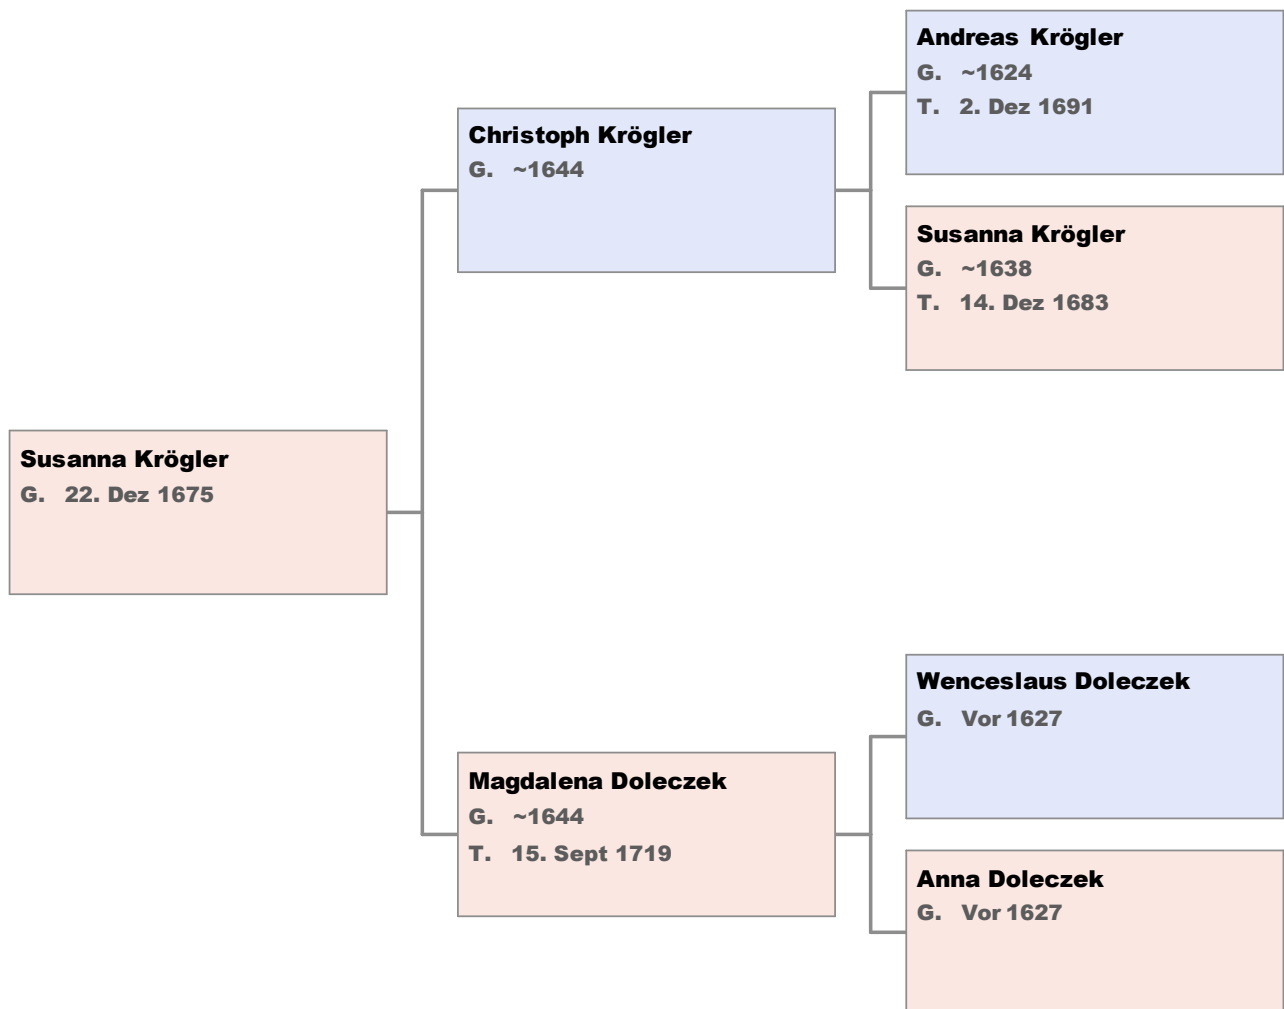 Andreas Krögler
G. ~1624
T. 2. Dez 1691
Christoph Krögler
G. ~1644
Susanna Krögler
G. ~1638
T. 14. Dez 1683
Susanna Krögler
G. 22. Dez 1675
Wenceslaus Doleczek
G. Vor 1627
Magdalena Doleczek
G. ~1644
T. 15. Sept 1719
Anna Doleczek
G. Vor 1627